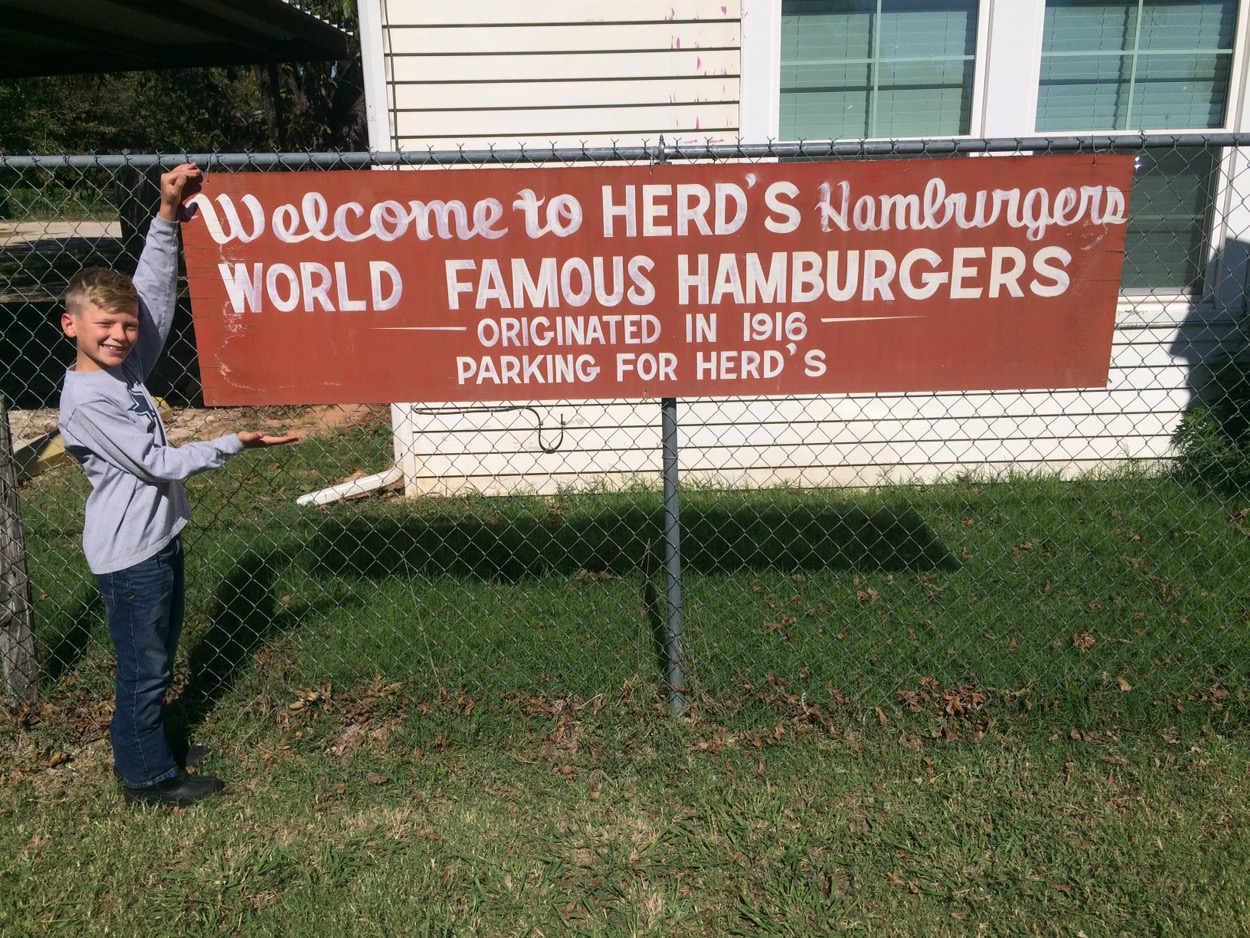 Welcome to HERD'S Hamburgers
WORLD FAMOUS HAMBURGERS
ORIGINATED IN 1916
PARKING FOR HERD'S